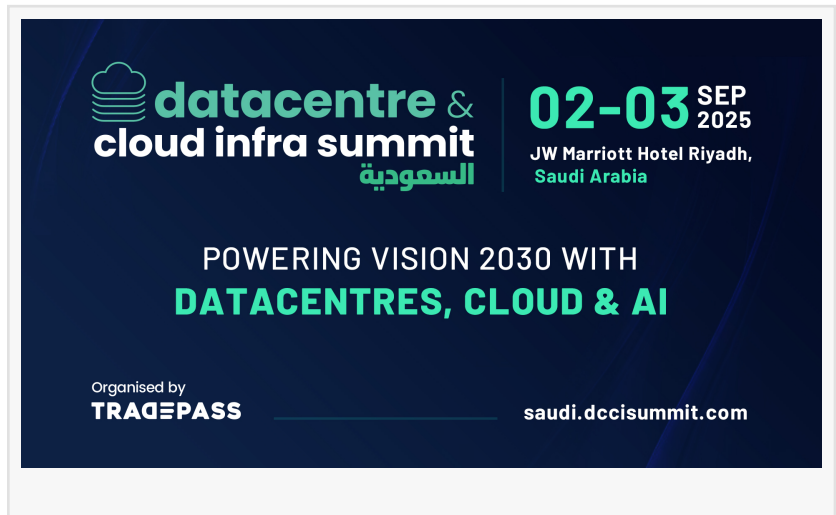 datacentre &
cloud infra summit
السعودية
02-03 SEP 2025
JW Marriott Hotel Riyadh,
Saudi Arabia
POWERING VISION 2030 WITH
DATACENTRES, CLOUD & AI
Organised by
TRADEPASS
saudi.dccisummit.com